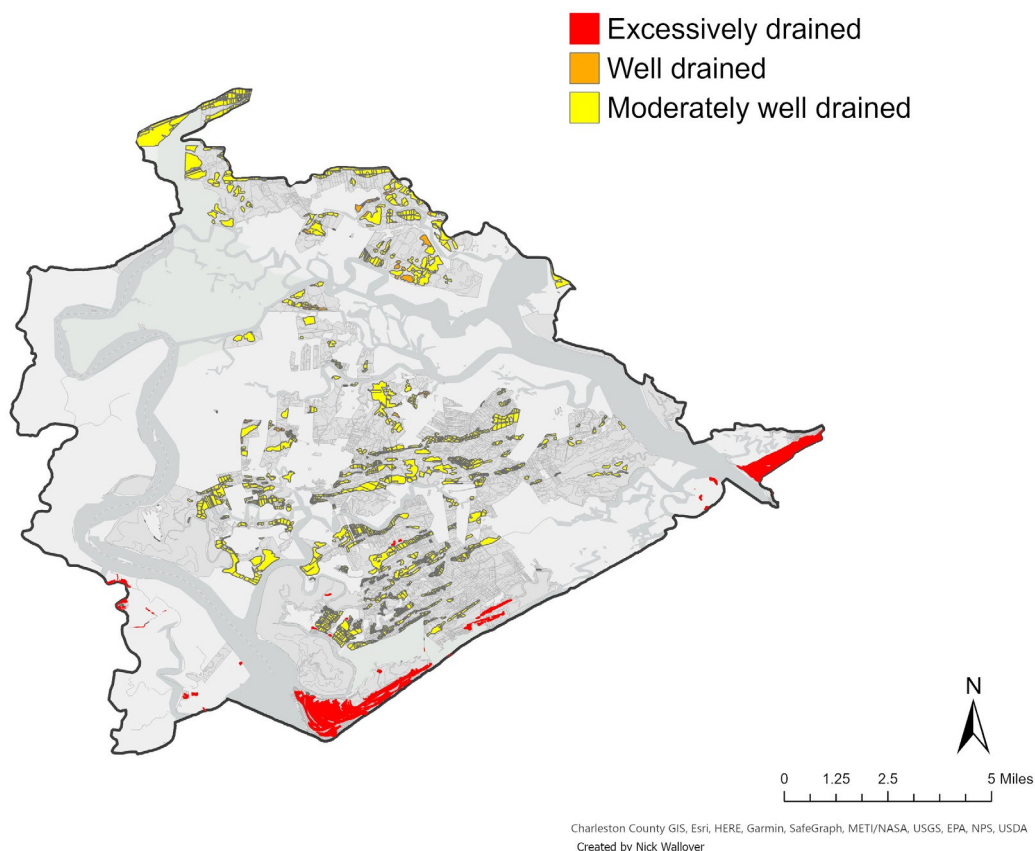 Excessively drained
Well drained
Moderately well drained
N
0 1.25 2.5 5 Miles
Charleston County GIS, Esri, HERE, Garmin, SafeGraph, METI/NASA, USGS, EPA, NPS, USDA
Created by Nick Wallover